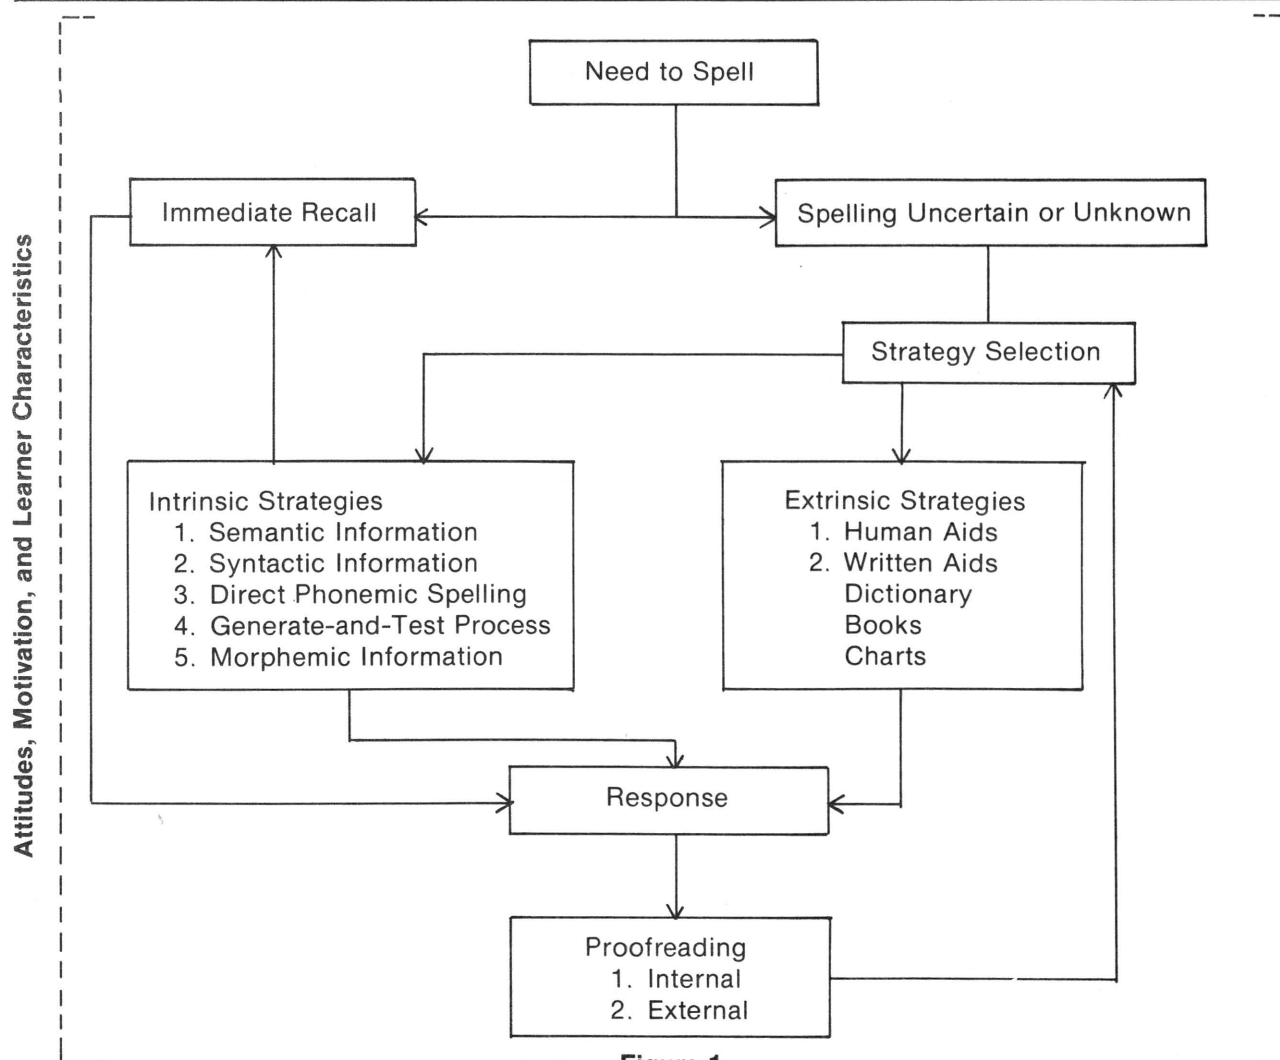 Need to Spell
Immediate Recall
Spelling Uncertain or Unknown
Strategy Selection
Attitudes, Motivation, and Learner Characteristics
Intrinsic Strategies
1. Semantic Information
2. Syntactic Information
3. Direct Phonemic Spelling
4. Generate-and-Test Process
5. Morphemic Information
Extrinsic Strategies
1. Human Aids
2. Written Aids
Dictionary
Books
Charts
Response
Proofreading
1. Internal
2. External
Figure 1